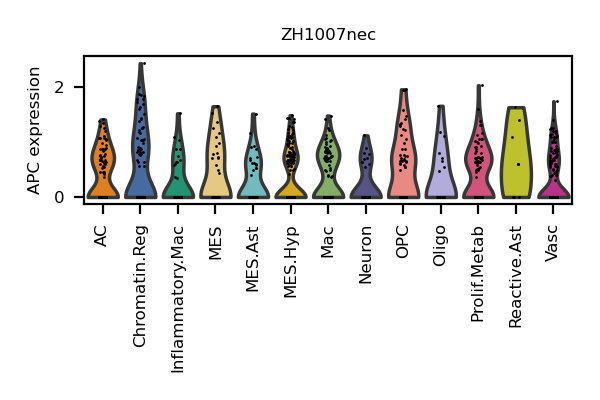 ZH1007nec
APC expression
2
0
AC
Chromatin.Reg
Inflammatory.Mac
MES
MES.Ast
MES.Hyp
Mac
Neuron
OPC
Oligo
Prolif.Metab
Reactive.Ast
Vasc